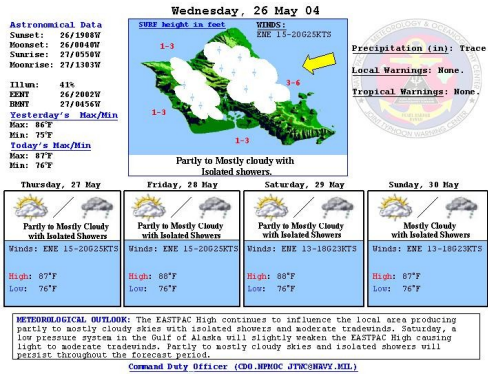 Wednesday, 26 May 04
Astronomical Data
Sunset: 26/1908W
Moonset: 26/0040W
Sunrise: 27/0550W
Moonrise: 27/1303W
Illum: 41%
EENT 26/2002W
BMNT 27/0456W
Yesterday's Max/Min
Max: 86°F
Min: 75°F
Today's Max/Min
Max: 87°F
Min: 76°F
SURF height in feet
WINDS:
ENE 15-20G25KTS
1-3
3-6
1-3
1-3
Partly to Mostly cloudy with
Isolated showers.
Precipitation (in): Trace
Local Warnings: None.
Tropical Warnings: None.
Thursday, 27 May
Partly to Mostly Cloudy
with Isolated Showers
Winds: ENE 15-20G25KTS
High: 87°F
Low: 76°F
Friday, 28 May
Partly to Mostly Cloudy
with Isolated Showers
Winds: ENE 15-20G25KTS
High: 88°F
Low: 76°F
Saturday, 29 May
Partly to Mostly Cloudy
with Isolated Showers
Winds: ENE 13-18G23KTS
High: 88°F
Low: 76°F
Sunday, 30 May
Mostly Cloudy
with Isolated Showers
Winds: ENE 13-18G23KTS
High: 87°F
Low: 76°F
METEOROLOGICAL OUTLOOK: The EASTPAC High continues to influence the local area producing
partly to mostly cloudy skies with isolated showers and moderate tradewinds. Saturday, a
low pressure system in the Gulf of Alaska will slightly weaken the EASTPAC High causing
light to moderate tradewinds. Partly to mostly cloudy skies and isolated showers will
persist throughout the forecast period.
Command Duty Officer (CDO.NPMOC JTWC@NAVY.MIL)